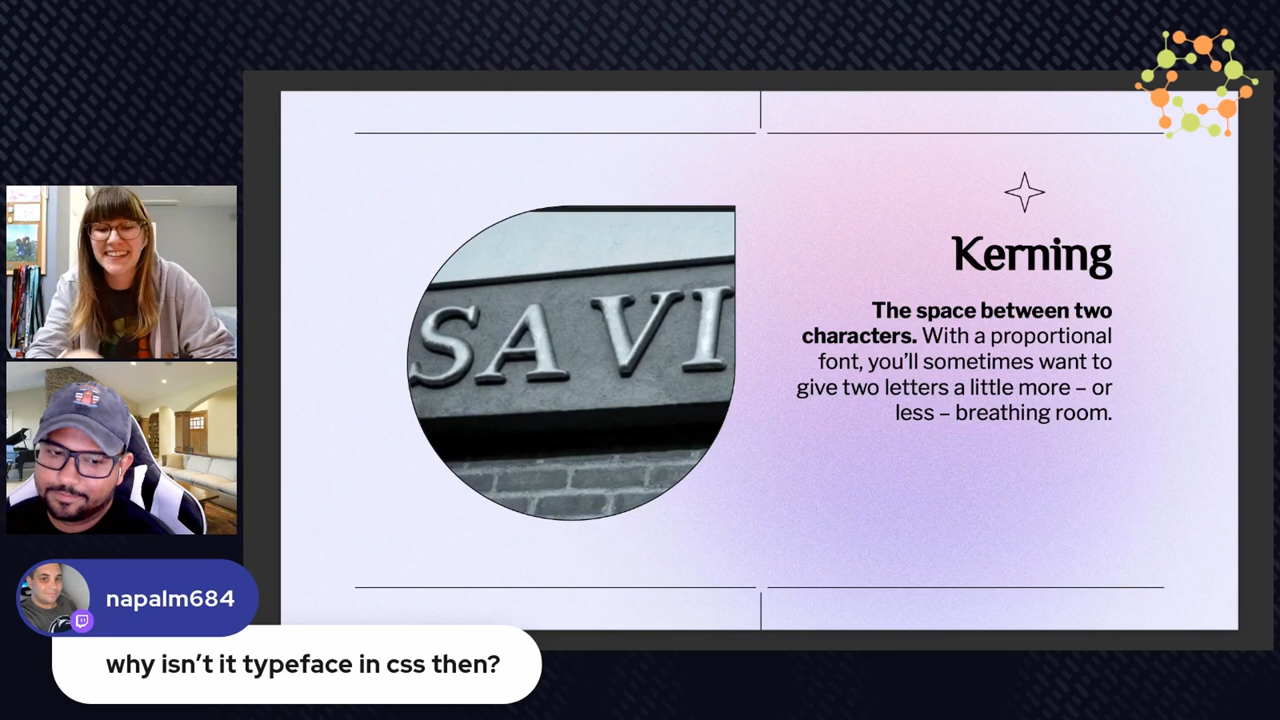 SAVI
Kerning
The space between two
characters. With a proportional
font, you’ll sometimes want to
give two letters a little more – or
less – breathing room.
napalm684
why isn’t it typeface in css then?